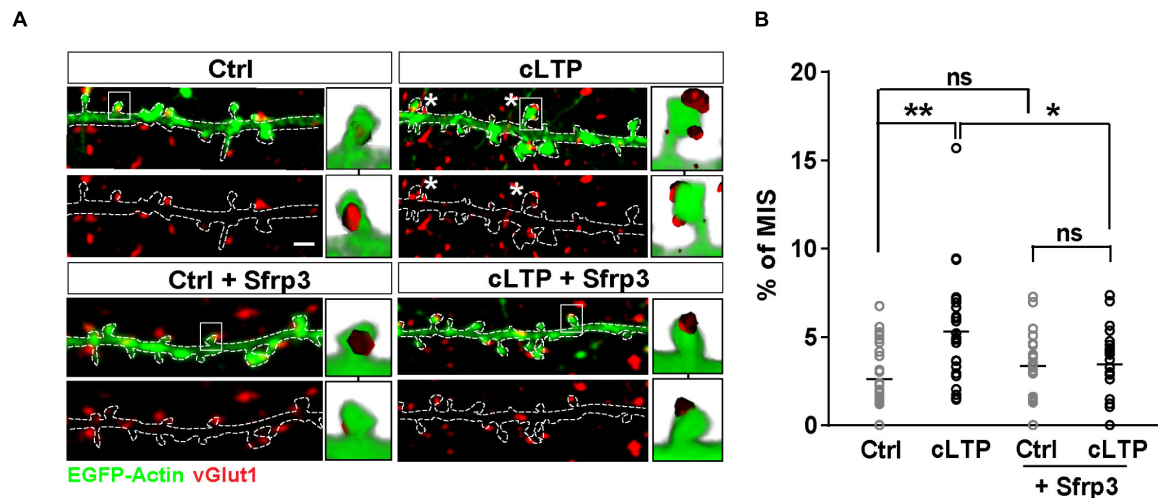 A
Ctrl
cLTP
*
*
*
*
Ctrl + Sfrp3
cLTP + Sfrp3
EGFP-Actin vGlut1
B
% of MIS
20
15
10
5
0
ns
**
*
ns
Ctrl cLTP Ctrl cLTP
+ Sfrp3